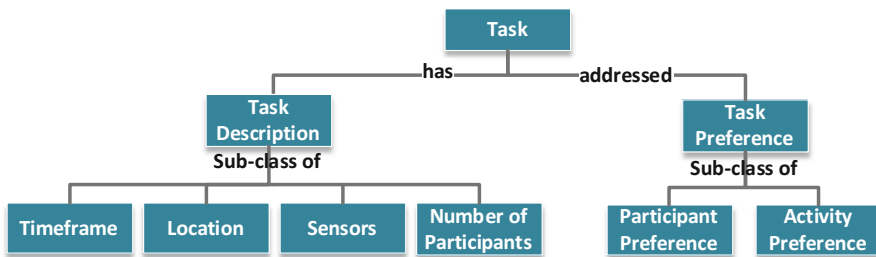 Task
has
addressed
Task
Description
Task
Preference
Sub-class of
Sub-class of
Timeframe
Location
Sensors
Number of
Participants
Participant
Preference
Activity
Preference